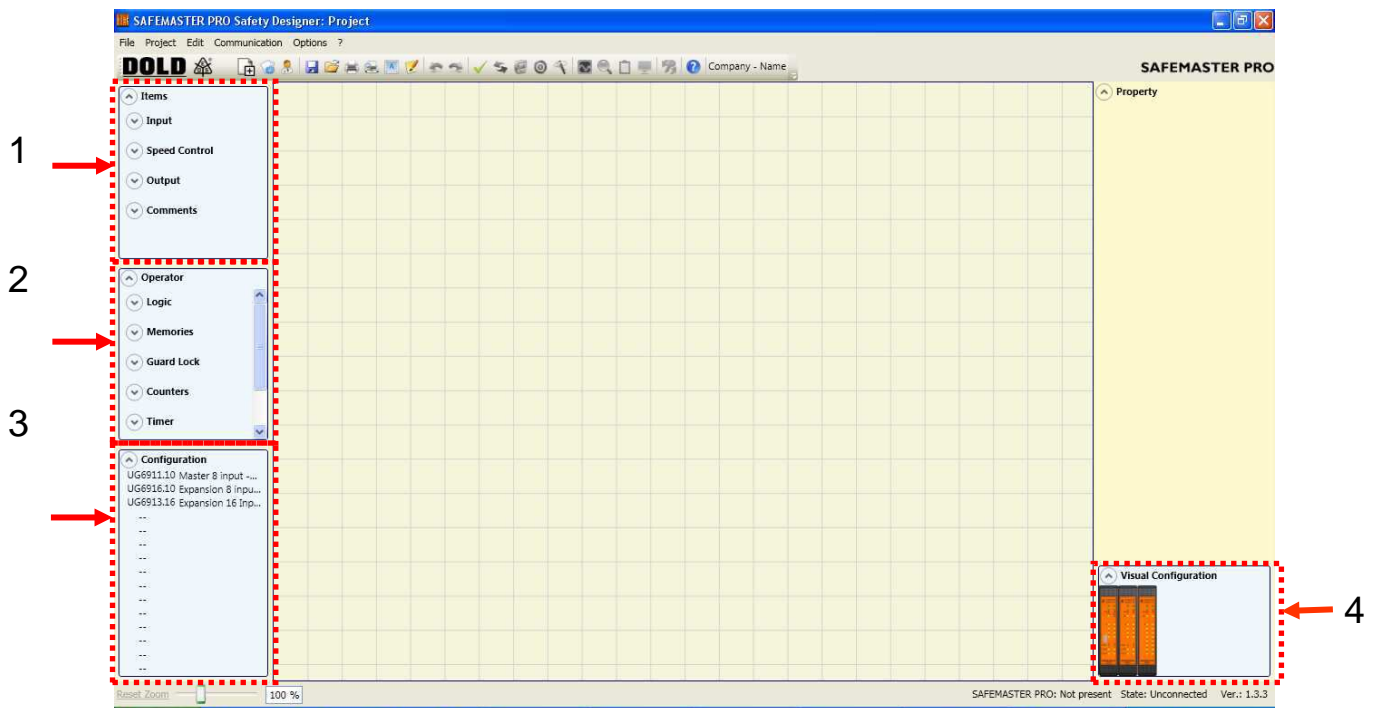 SAFEMASTER PRO Safety Designer: Project
File Project Edit Communication Options ?
DOLD
Company - Name
SAFEMASTER PRO
1
Items
Input
Speed Control
Output
Comments
2
Operator
Logic
Memories
Guard Lock
Counters
Timer
3
Configuration
UG6911.10 Master 8 input -...
UG6916.10 Expansion 8 inpu...
UG6913.16 Expansion 16 Inp...
--
--
--
--
--
--
--
--
--
--
--
--
Property
Visual Configuration
4
Reset Zoom
100 %
SAFEMASTER PRO: Not present State: Unconnected Ver.: 1.3.3